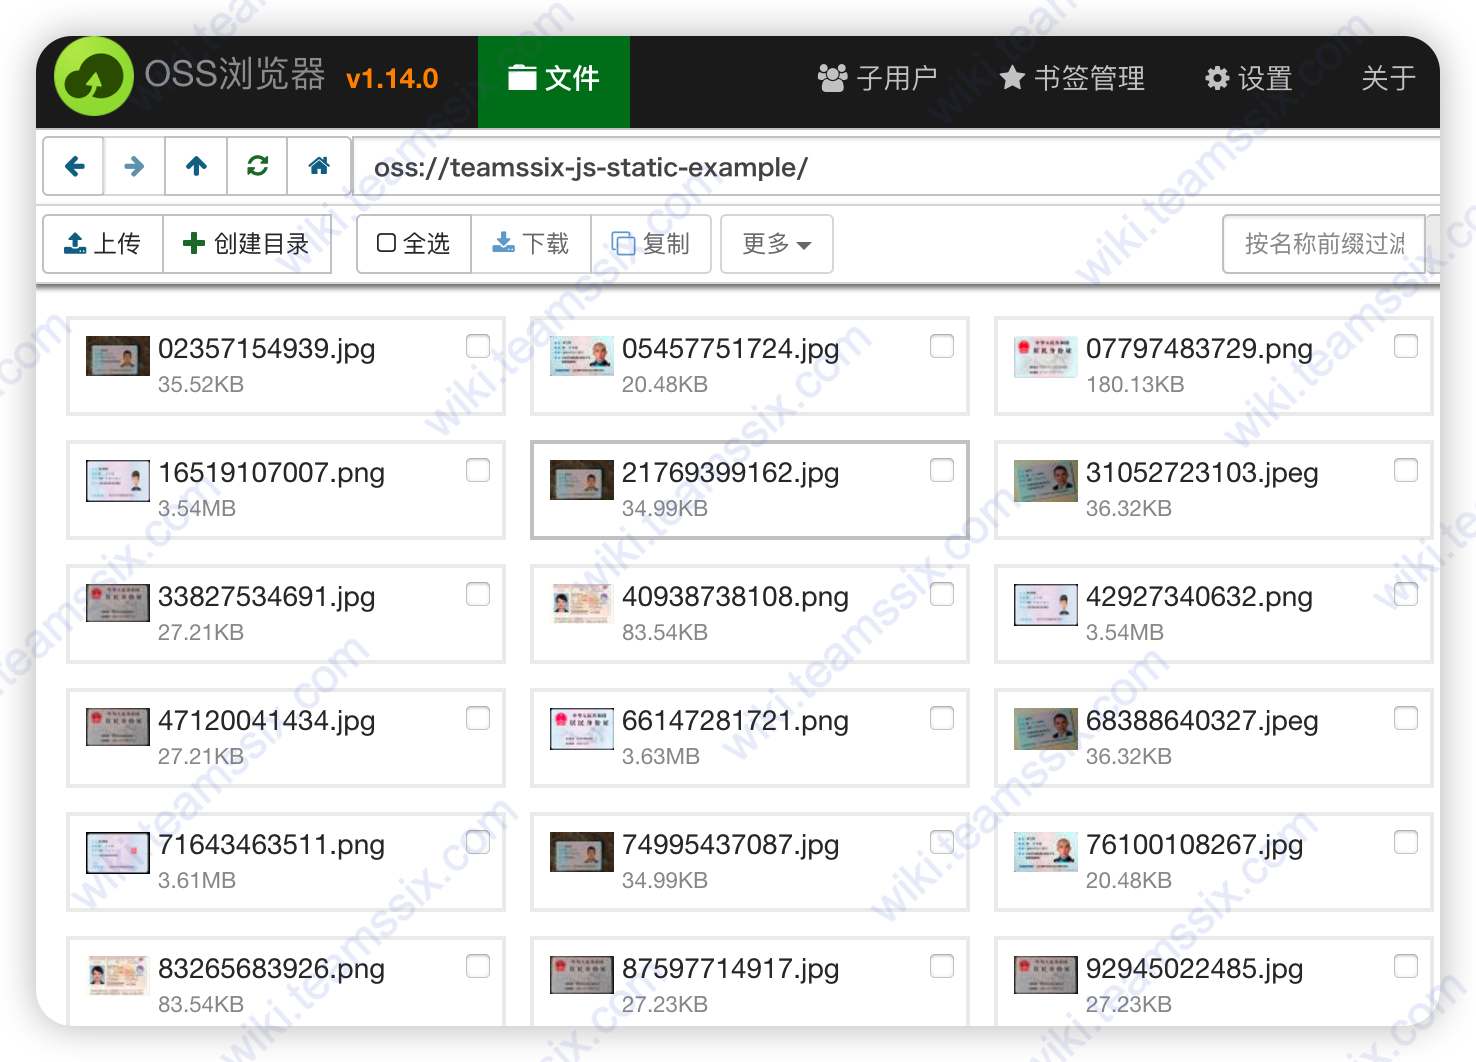 OSS浏览器 v1.14.0 文件 子用户 书签管理 设置 关于
oss://teamssix-js-static-example/
上传 创建目录 全选 下载 复制 更多 按名称前缀过滤
02357154939.jpg 05457751724.jpg 07797483729.png
35.52KB 20.48KB 180.13KB
16519107007.png 21769399162.jpg 31052723103.jpeg
3.54MB 34.99KB 36.32KB
33827534691.jpg 40938738108.png 42927340632.png
27.21KB 83.54KB 3.54MB
47120041434.jpg 66147281721.png 68388640327.jpeg
27.21KB 3.63MB 36.32KB
71643463511.png 74995437087.jpg 76100108267.jpg
3.61MB 34.99KB 20.48KB
83265683926.png 87597714917.jpg 92945022485.jpg
83.54KB 27.23KB 27.23KB
wiki.teamssix.com